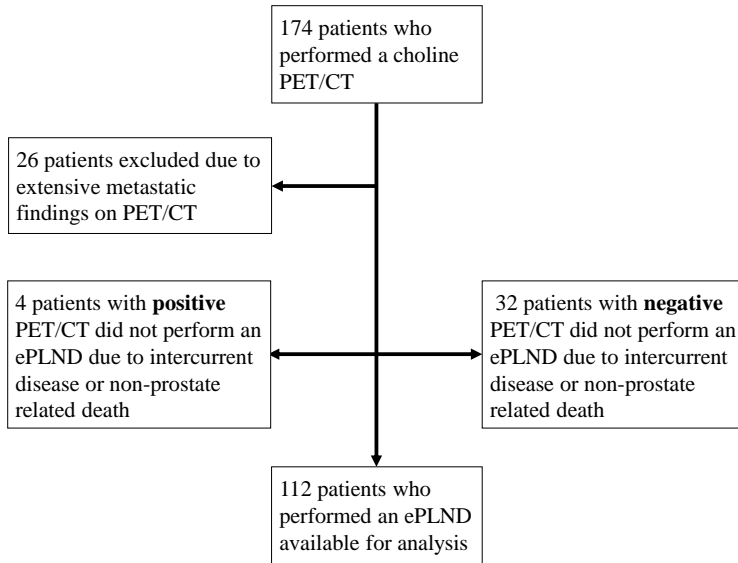 174 patients who
performed a choline
PET/CT
26 patients excluded due to
extensive metastatic
findings on PET/CT
4 patients with positive
PET/CT did not perform an
ePLND due to intercurrent
disease or non-prostate
related death
32 patients with negative
PET/CT did not perform an
ePLND due to intercurrent
disease or non-prostate
related death
112 patients who
performed an ePLND
available for analysis